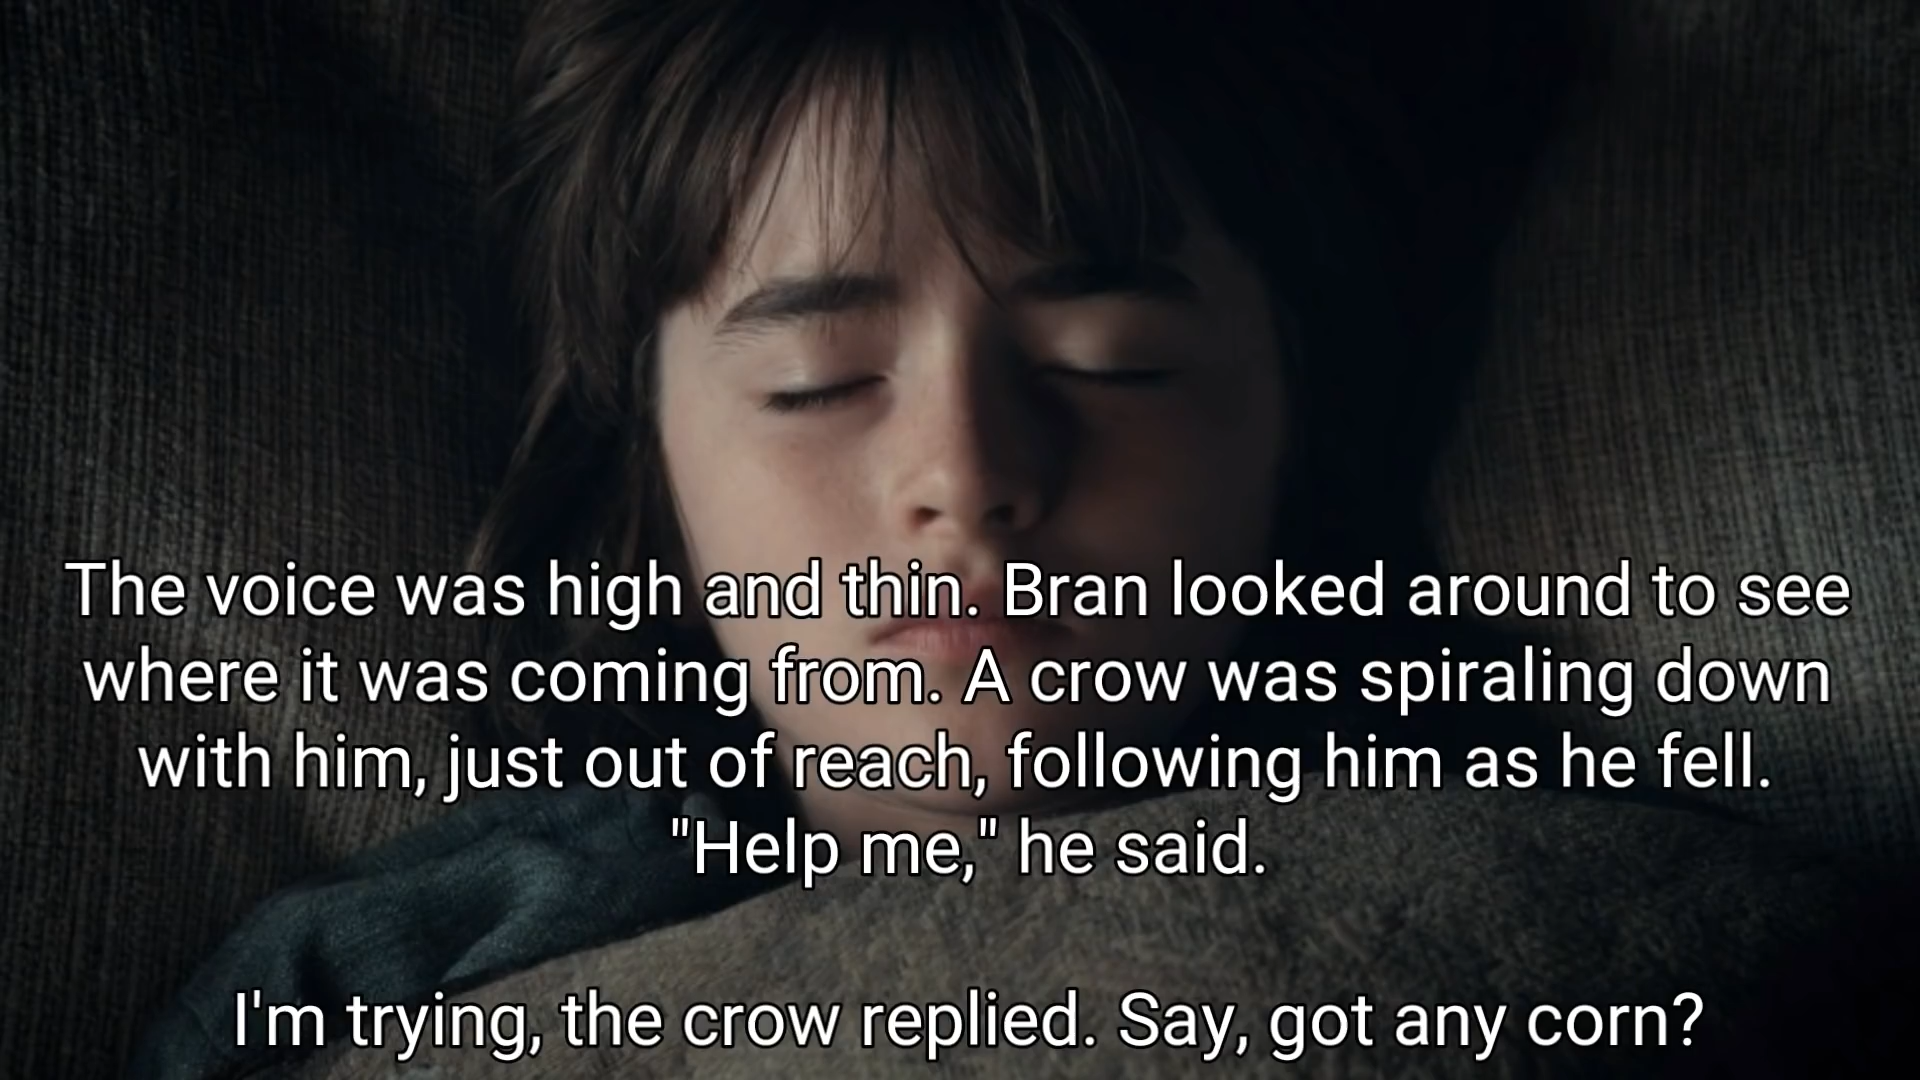 The voice was high and thin. Bran looked around to see
where it was coming from. A crow was spiraling down
with him, just out of reach, following him as he fell.
"Help me," he said.
I'm trying, the crow replied. Say, got any corn?